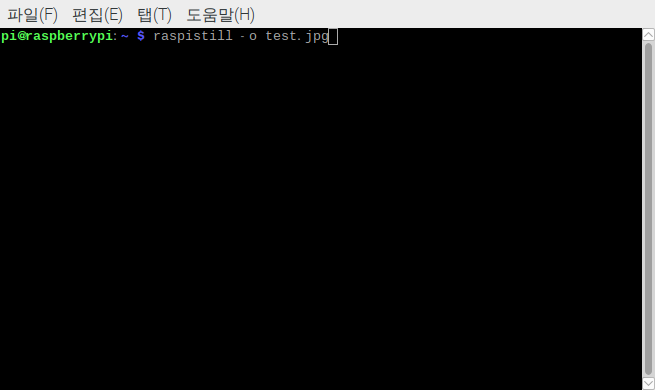 파일(F) 편집(E) 탭(T) 도움말(H)
pi@raspberrypi:~ $ raspistill -o test.jpg